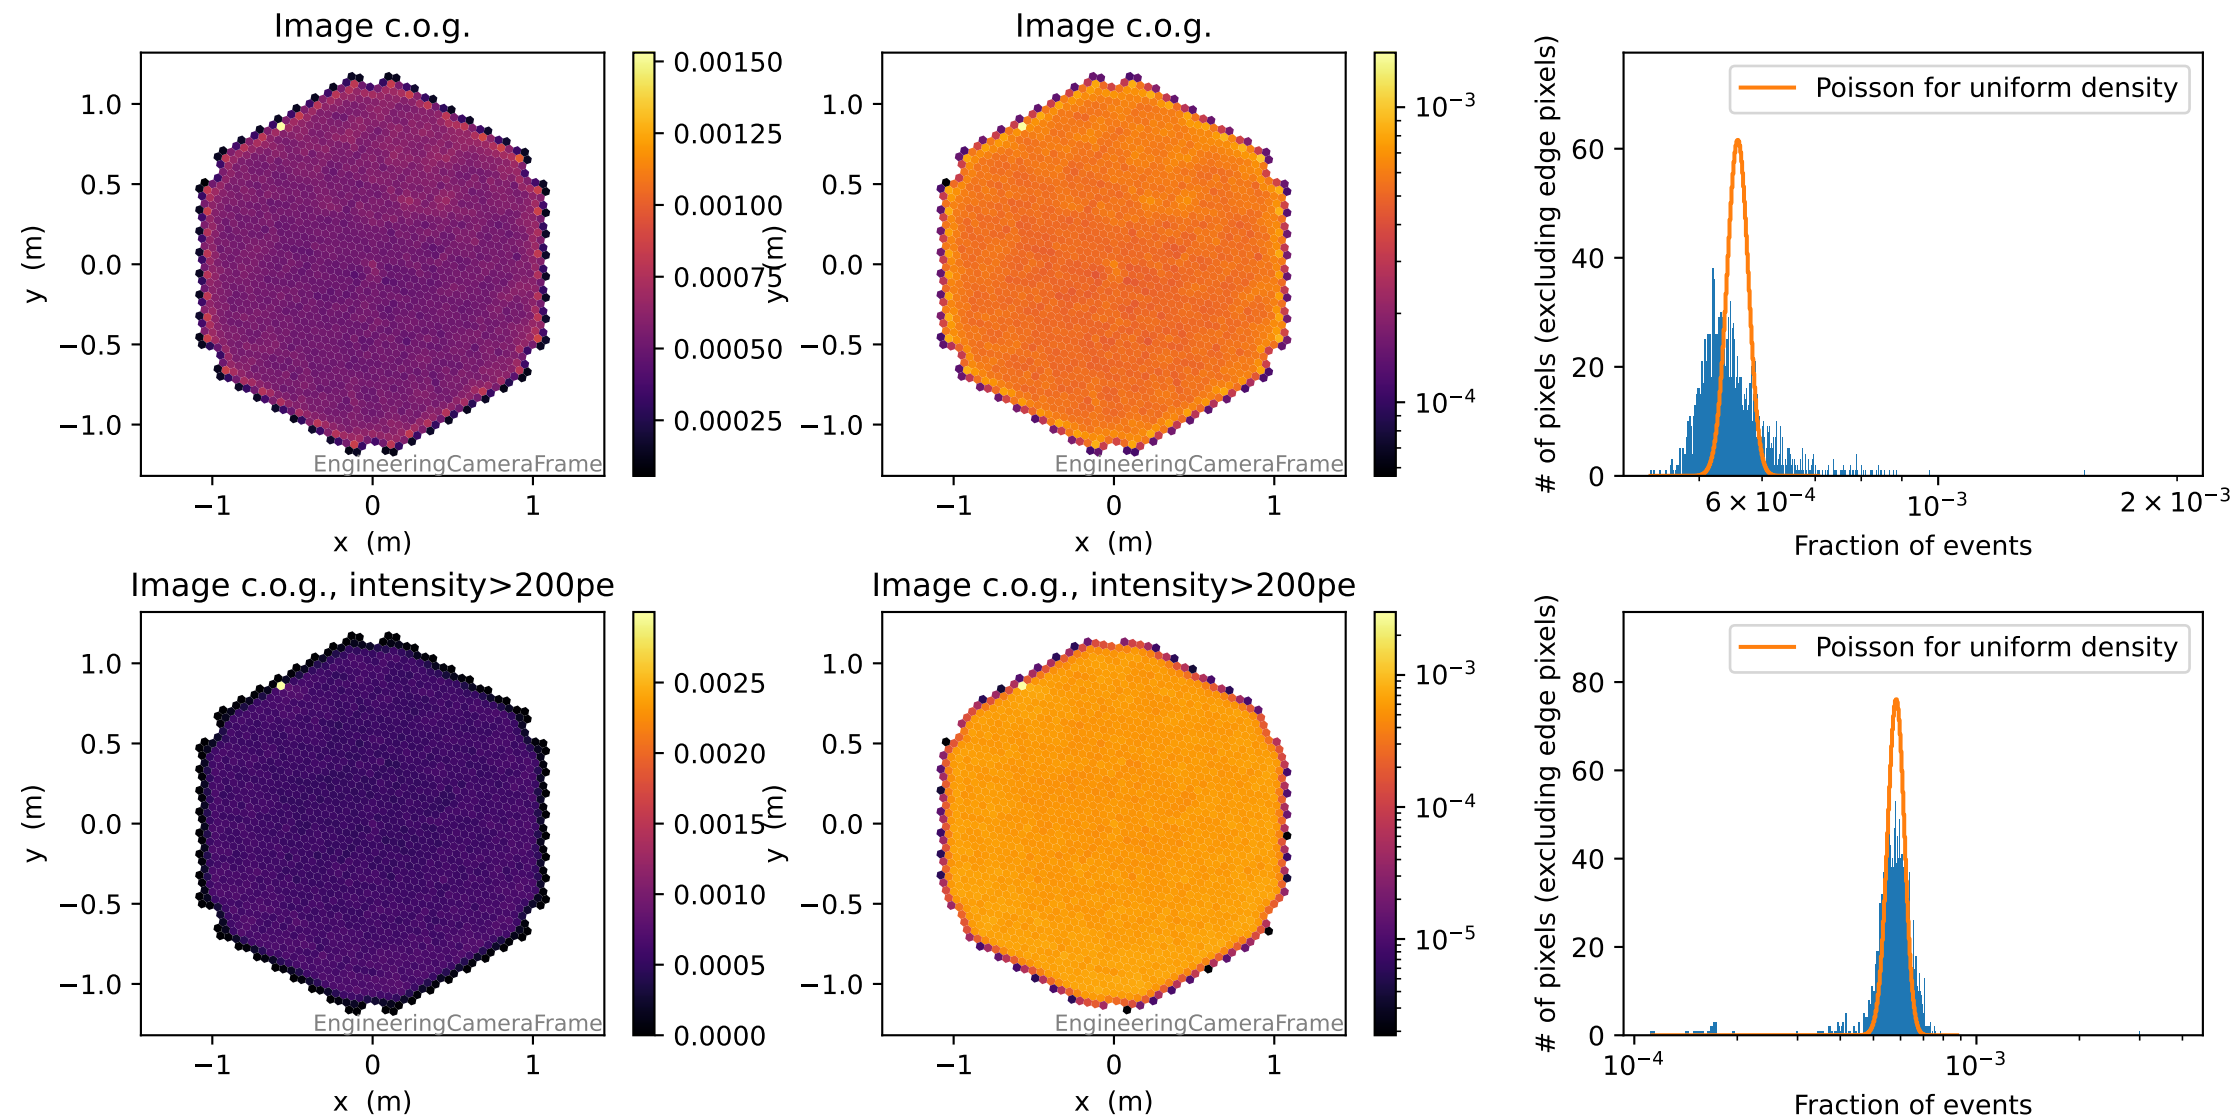 Image c.o.g.
1.0
0.5
0.0
−0.5
−1.0
y (m)
−1
0
1
x (m)
EngineeringCameraFrame
0.00150
0.00125
0.00100
0.00075
0.00050
0.00025
Image c.o.g.
1.0
0.5
0.0
−0.5
−1.0
y (m)
−1
0
1
x (m)
EngineeringCameraFrame
10⁻³
10⁻⁴
# of pixels (excluding edge pixels)
60
40
20
0
Poisson for uniform density
6 × 10⁻⁴
10⁻³
2 × 10⁻³
Fraction of events
Image c.o.g., intensity>200pe
1.0
0.5
0.0
−0.5
−1.0
y (m)
−1
0
1
x (m)
EngineeringCameraFrame
0.0025
0.0020
0.0015
0.0010
0.0005
0.0000
Image c.o.g., intensity>200pe
1.0
0.5
0.0
−0.5
−1.0
y (m)
−1
0
1
x (m)
EngineeringCameraFrame
10⁻³
10⁻⁴
10⁻⁵
# of pixels (excluding edge pixels)
80
60
40
20
0
Poisson for uniform density
10⁻⁴
10⁻³
Fraction of events